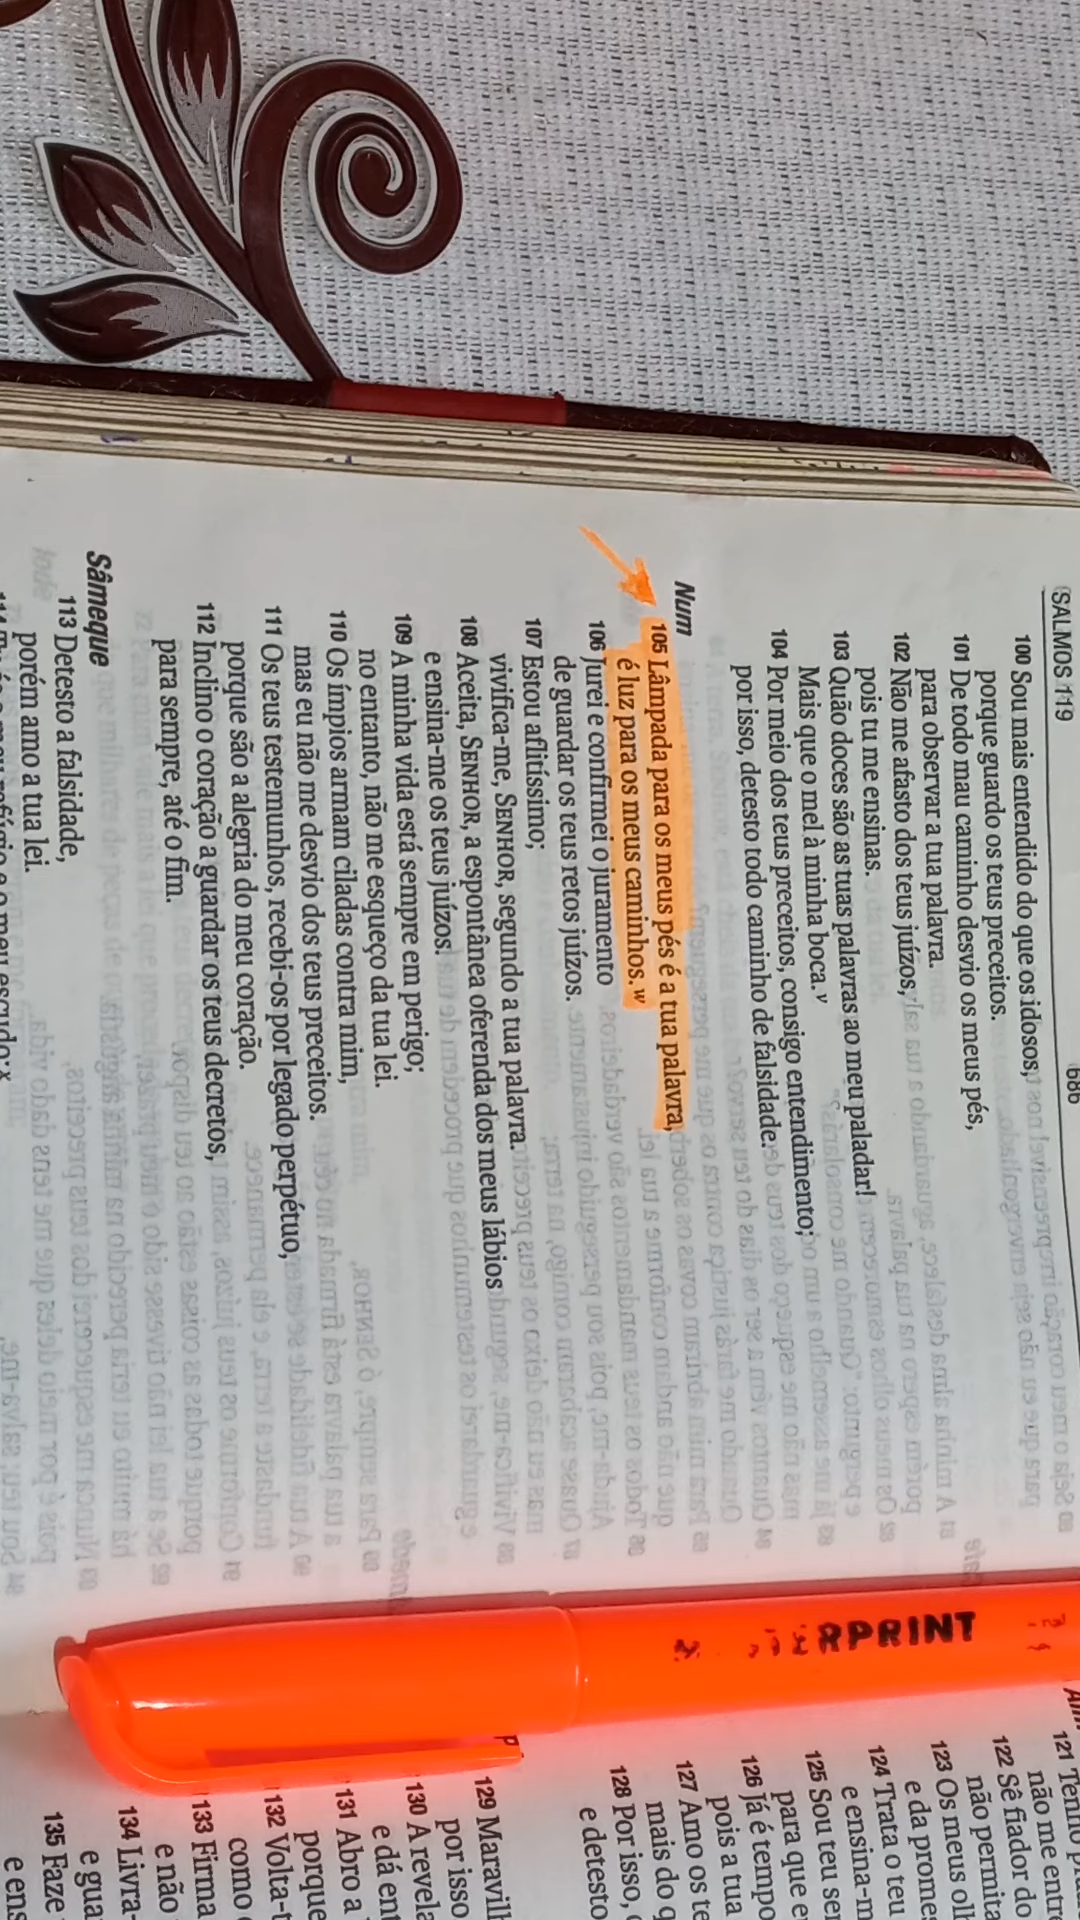 SALMOS 119
686
100 Sou mais entendido do que os idosos,
porque guardo os teus preceitos.
101 De todo mau caminho desvio os meus pés,
para observar a tua palavra.
102 Não me afasto dos teus juízos,
pois tu me ensinas.
103 Quão doces são as tuas palavras ao meu paladar!
Mais que o mel à minha boca. v
104 Por meio dos teus preceitos, consigo entendimento;
por isso, detesto todo caminho de falsidade.
Num
105 Lâmpada para os meus pés é a tua palavra,
é luz para os meus caminhos. w
106 Jurei e confirmei o juramento
de guardar os teus retos juízos.
107 Estou aflitíssimo;
vivifica-me, SENHOR, segundo a tua palavra.
108 Aceita, SENHOR, a espontânea oferenda dos meus lábios
e ensina-me os teus juízos!
109 A minha vida está sempre em perigo;
no entanto, não me esqueço da tua lei.
110 Os ímpios armam ciladas contra mim,
mas eu não me desvio dos teus preceitos.
111 Os teus testemunhos, recebi-os por legado perpétuo,
porque são a alegria do meu coração.
112 Inclino o coração a guardar os teus decretos,
para sempre, até o fim.
Sâmeque
113 Detesto a falsidade,
porém amo a tua lei.
RPRINT
121 Tenho
não me entre
122 Sê fiador do
não permita
123 Os meus olh
e da prome
124 Trata o teu
e ensina-m
125 Sou teu ser
para que e
126 Já é tempo
pois a tua
127 Amo os te
mais do q
128 Por isso,
e detesto
129 Maravil
por isso
130 A revela
e dá ent
131 Abro a
porque
132 Volta-t
como
133 Firma
e não
134 Livra-
e gua
135 Faze
e ens